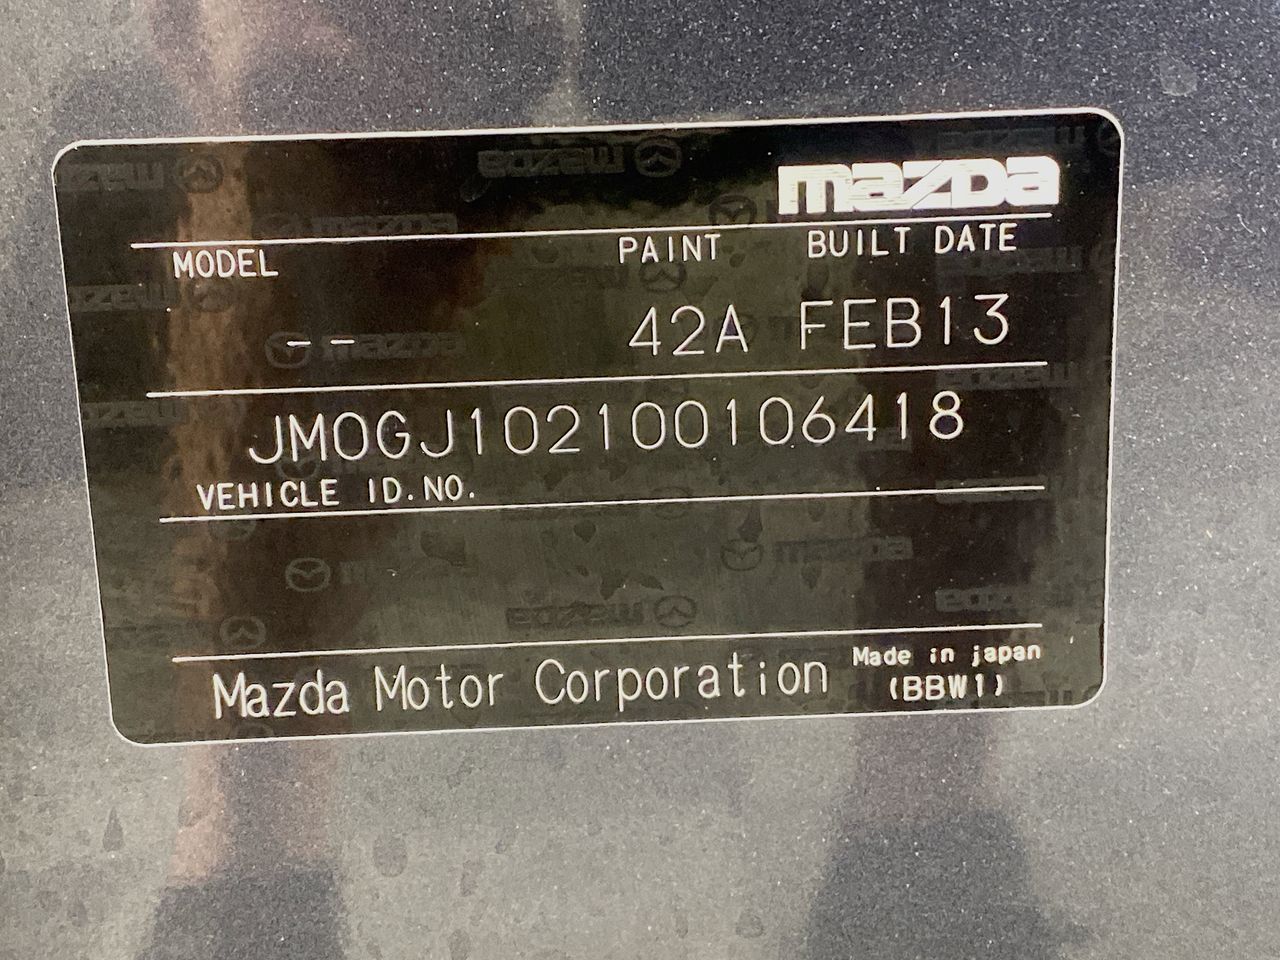 mazda
MODEL PAINT BUILT DATE
-- 42A FEB13
JM0GJ102100106418
VEHICLE ID.NO.
Mazda Motor Corporation Made in japan
(BBW1)